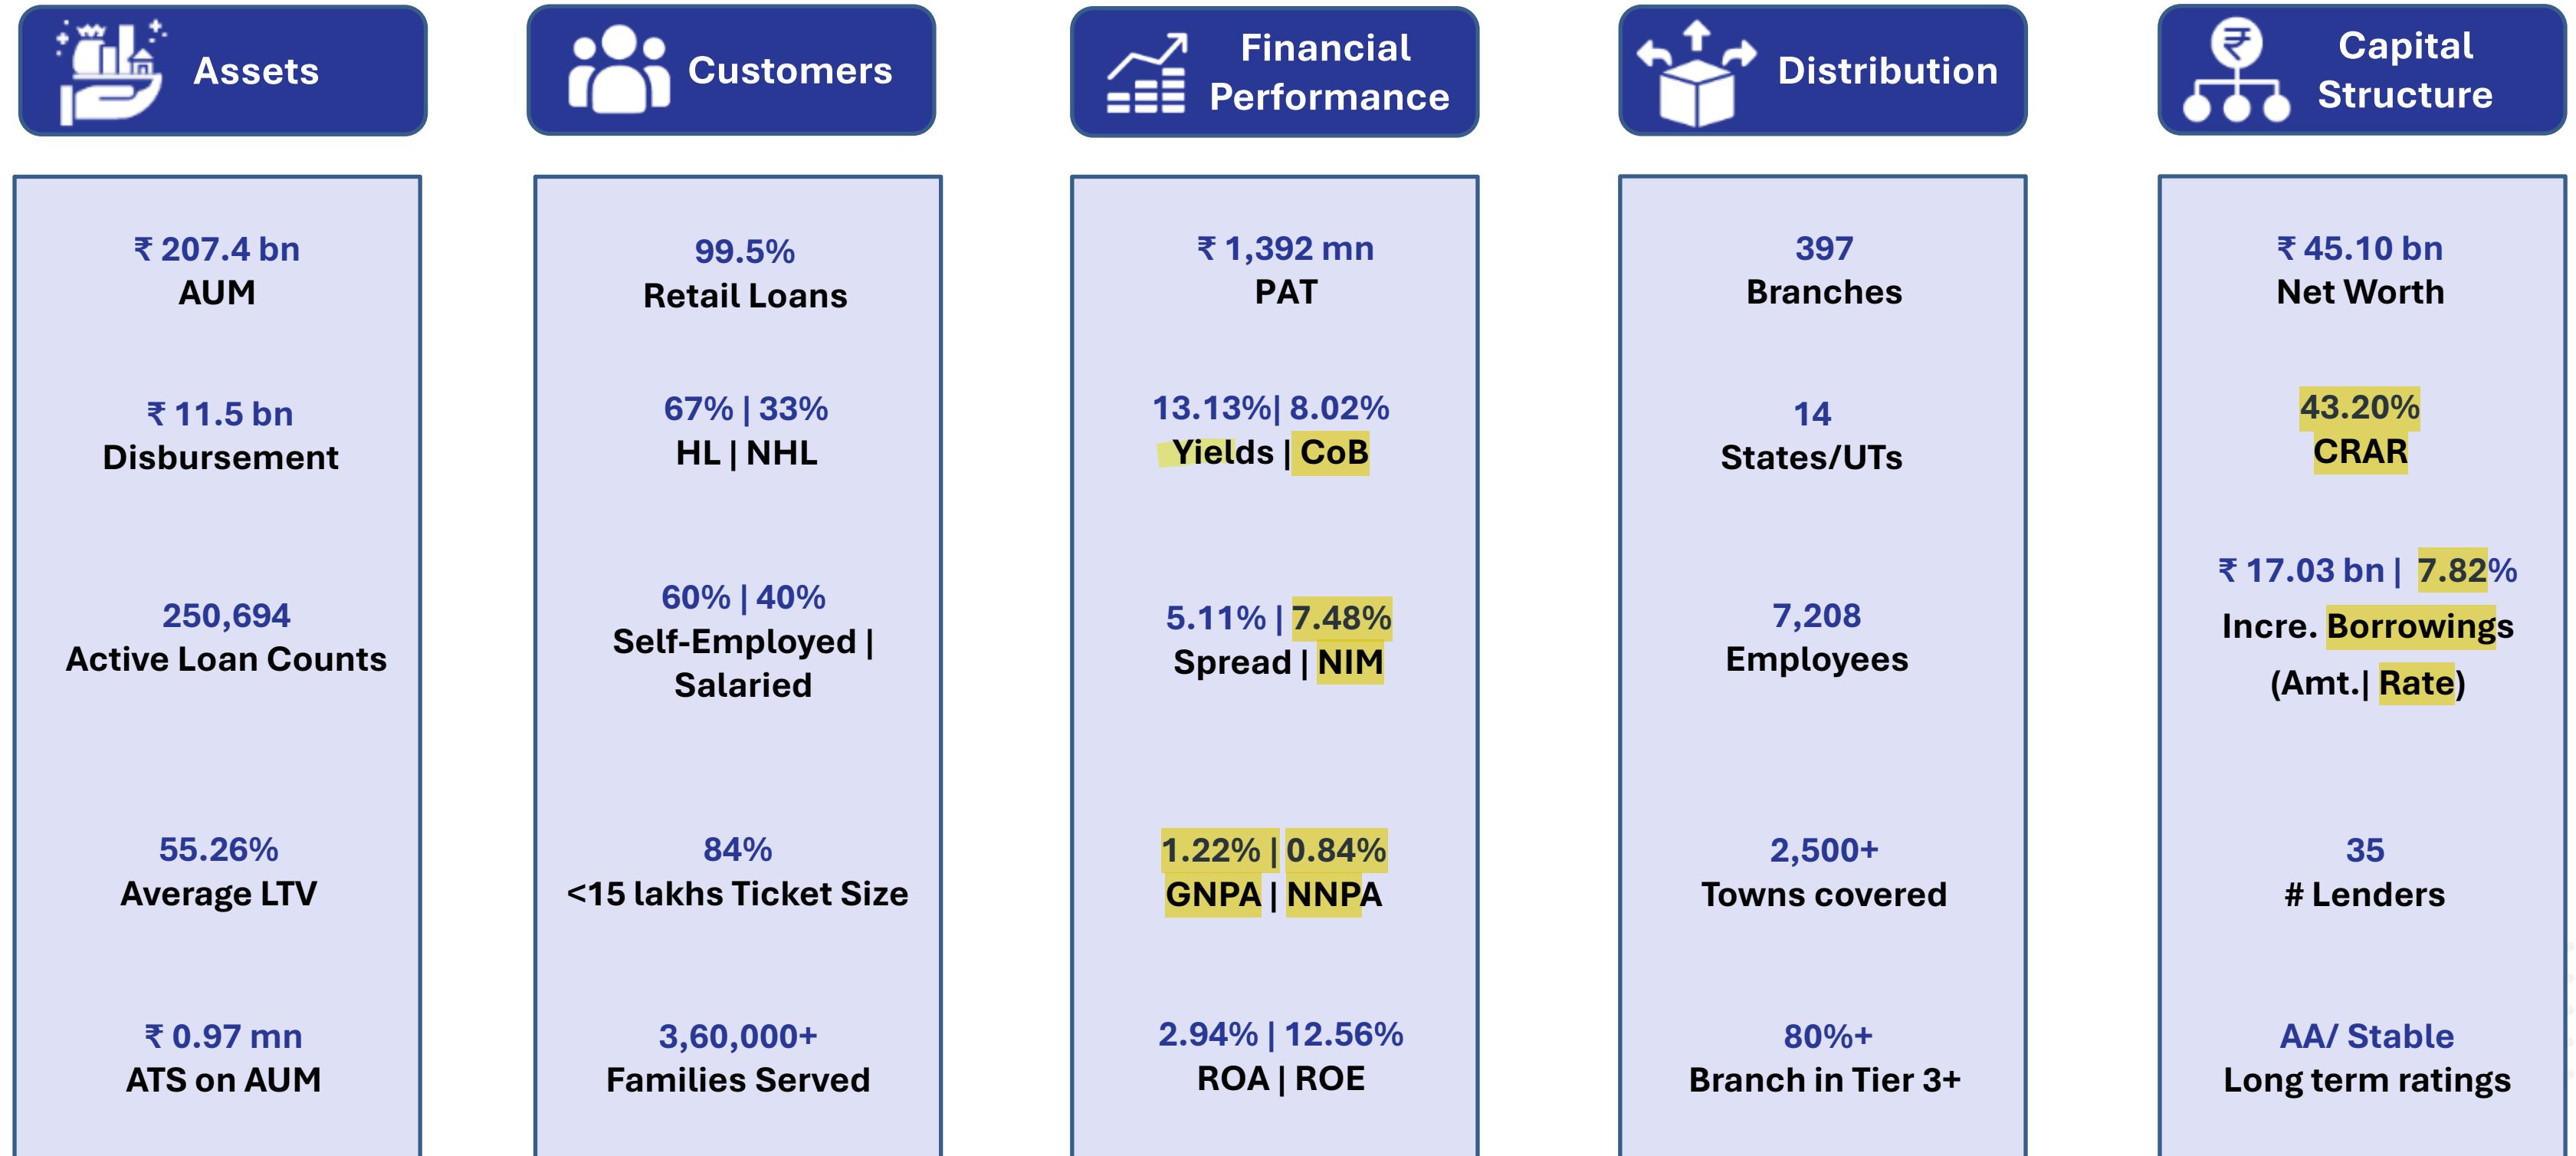 Assets
₹ 207.4 bn
AUM
₹ 11.5 bn
Disbursement
250,694
Active Loan Counts
55.26%
Average LTV
₹ 0.97 mn
ATS on AUM
Customers
99.5%
Retail Loans
67% | 33%
HL | NHL
60% | 40%
Self-Employed |
Salaried
84%
<15 lakhs Ticket Size
3,60,000+
Families Served
Financial
Performance
₹ 1,392 mn
PAT
13.13%| 8.02%
Yields | CoB
5.11% | 7.48%
Spread | NIM
1.22% | 0.84%
GNPA | NNPA
2.94% | 12.56%
ROA | ROE
Distribution
397
Branches
14
States/UTs
7,208
Employees
2,500+
Towns covered
80%+
Branch in Tier 3+
₹
Capital
Structure
₹ 45.10 bn
Net Worth
43.20%
CRAR
₹ 17.03 bn | 7.82%
Incre. Borrowings
(Amt.| Rate)
35
# Lenders
AA/ Stable
Long term ratings